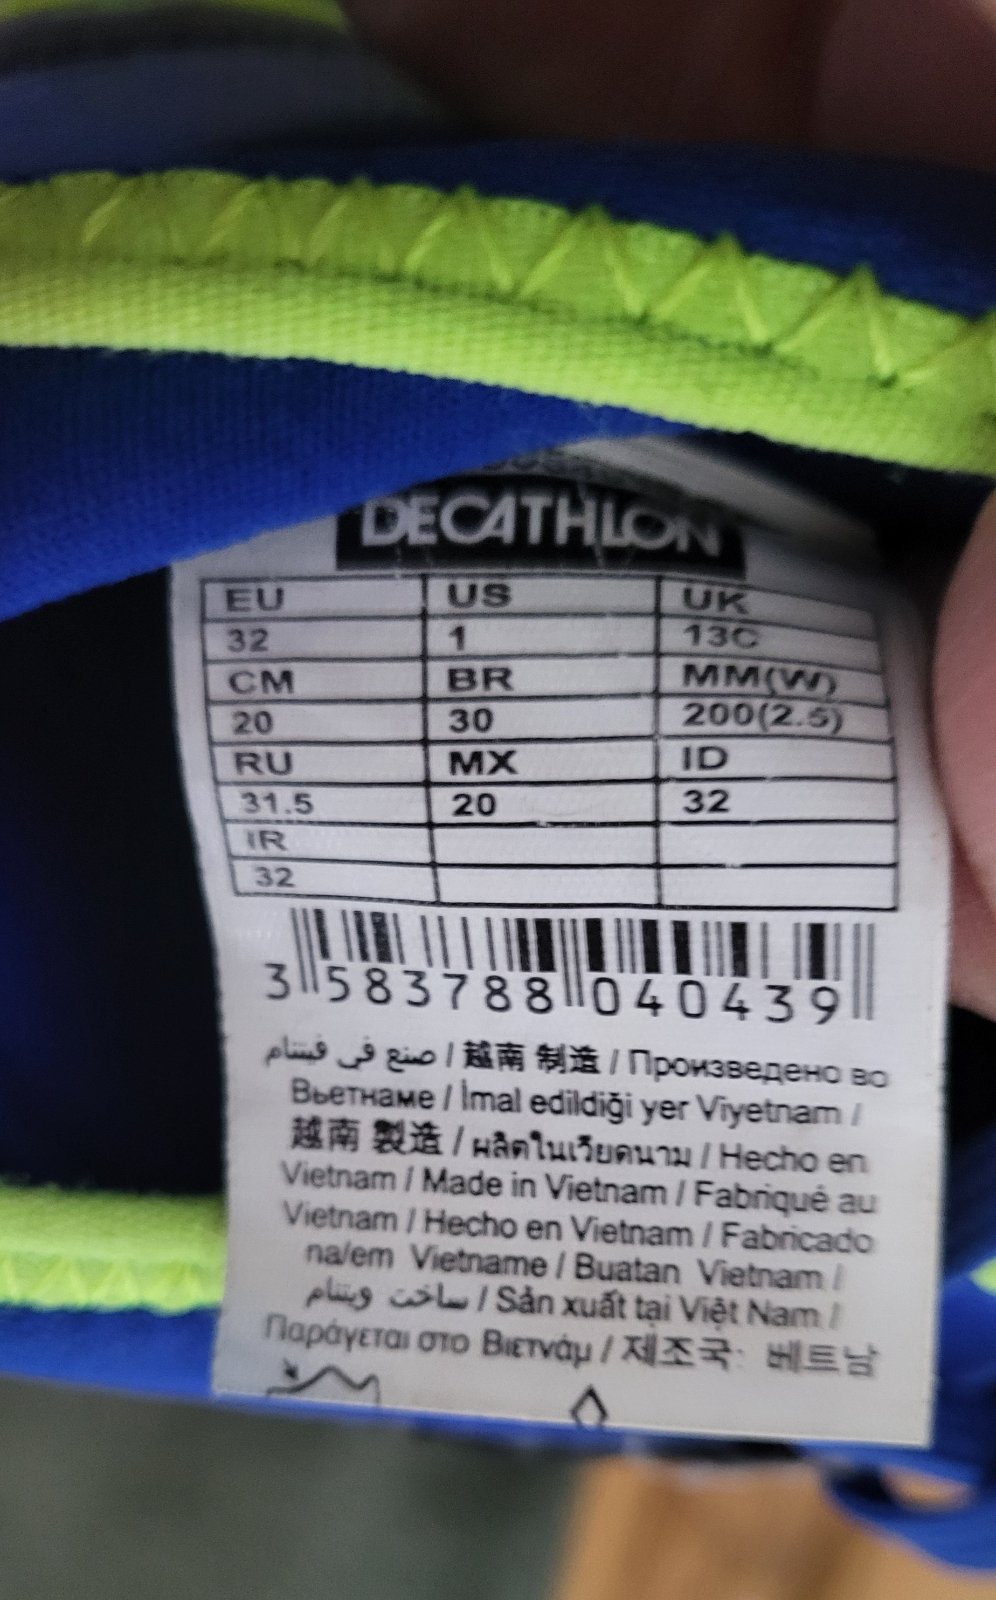 DECATHLON
EU US UK
32 1 13C
CM BR MM(W)
20 30 200(2.5)
RU MX ID
31.5 20 32
IR
32
3 583788 040439
صنع في فيتنام / 越南 制造 / Произведено во
Вьетнаме / İmal edildiği yer Viyetnam /
越南 製造 / ผลิตในเวียดนาม / Hecho en
Vietnam / Made in Vietnam / Fabriqué au
Vietnam / Hecho en Vietnam / Fabricado
na/em Vietname / Buatan Vietnam /
ساخت ویتنام / Sản xuất tại Việt Nam /
Παράγεται στο Βιετνάμ / 제조국: 베트남